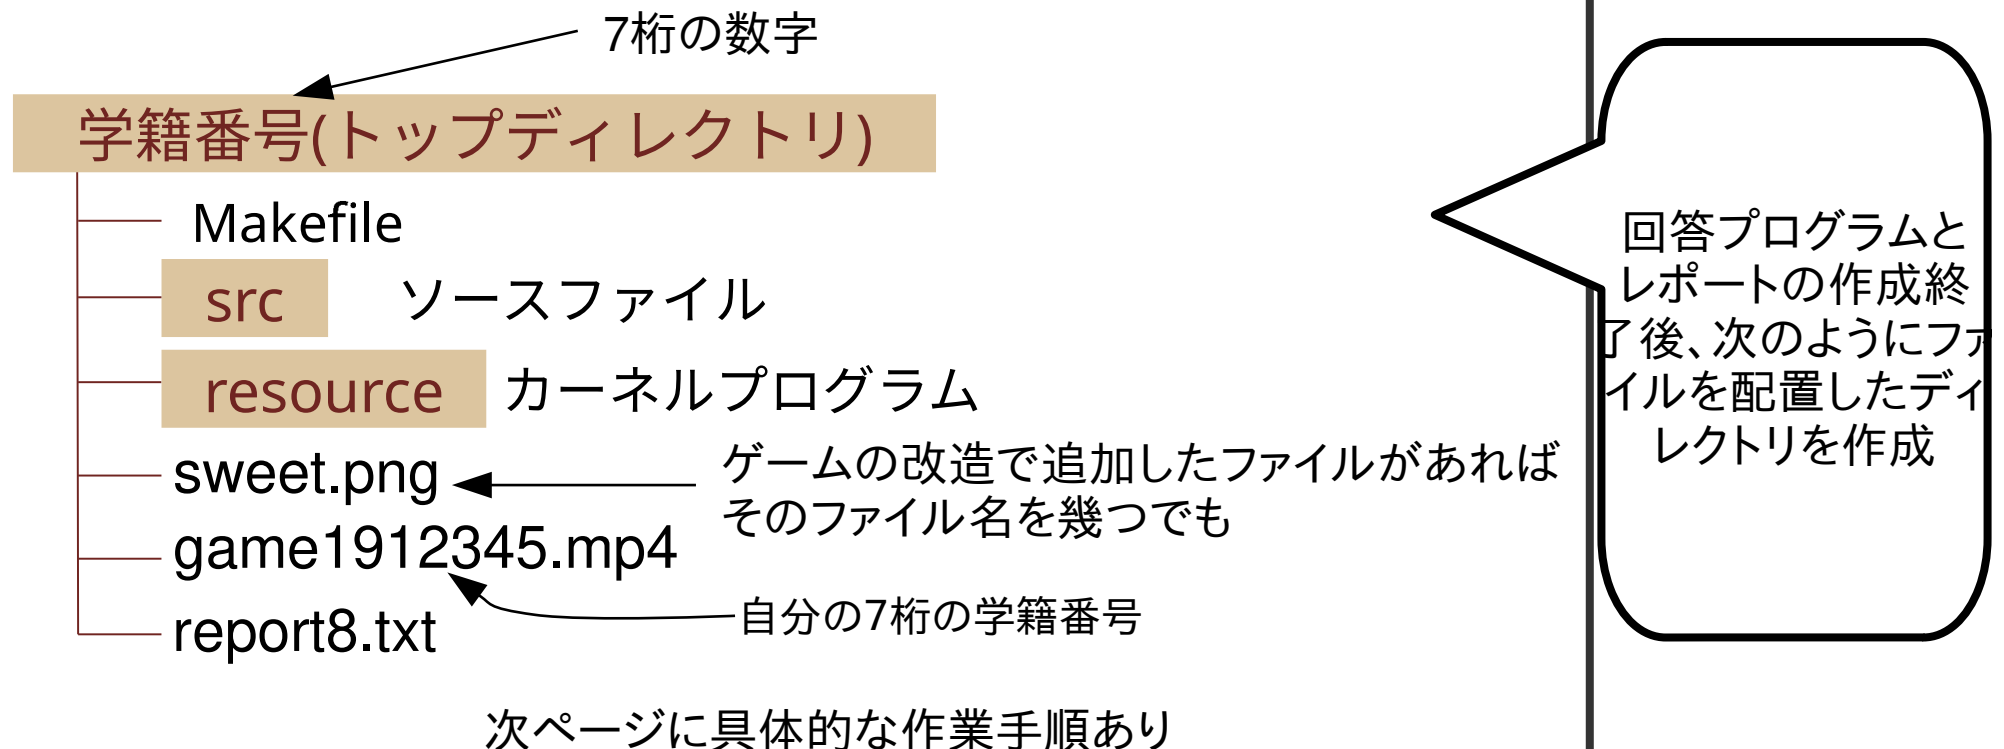 7桁の数字
学籍番号(トップディレクトリ)
Makefile
src ソースファイル
resource カーネルプログラム
sweet.png
ゲームの改造で追加したファイルがあれば
そのファイル名を幾つでも
game1912345.mp4
自分の7桁の学籍番号
report8.txt
次ページに具体的な作業手順あり
回答プログラムと
レポートの作成終
了後、次のようにファ
イルを配置したディ
レクトリを作成